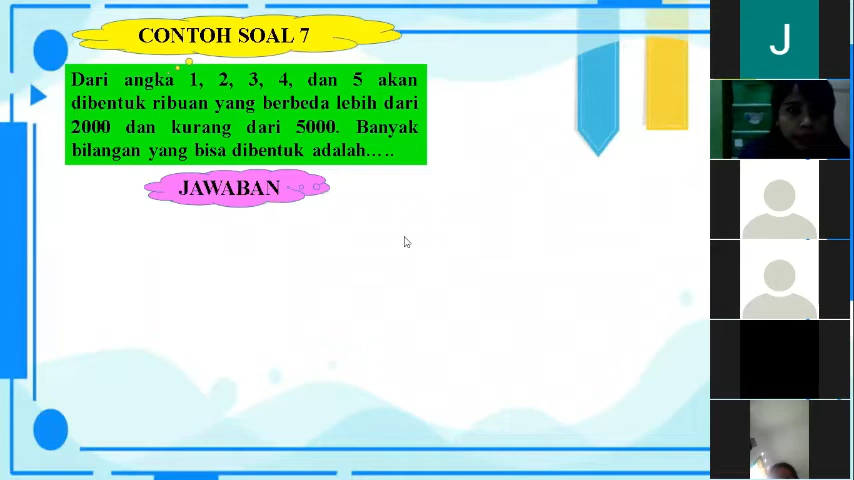 CONTOH SOAL 7
Dari angka 1, 2, 3, 4, dan 5 akan
dibentuk ribuan yang berbeda lebih dari
2000 dan kurang dari 5000. Banyak
bilangan yang bisa dibentuk adalah.....
JAWABAN
J